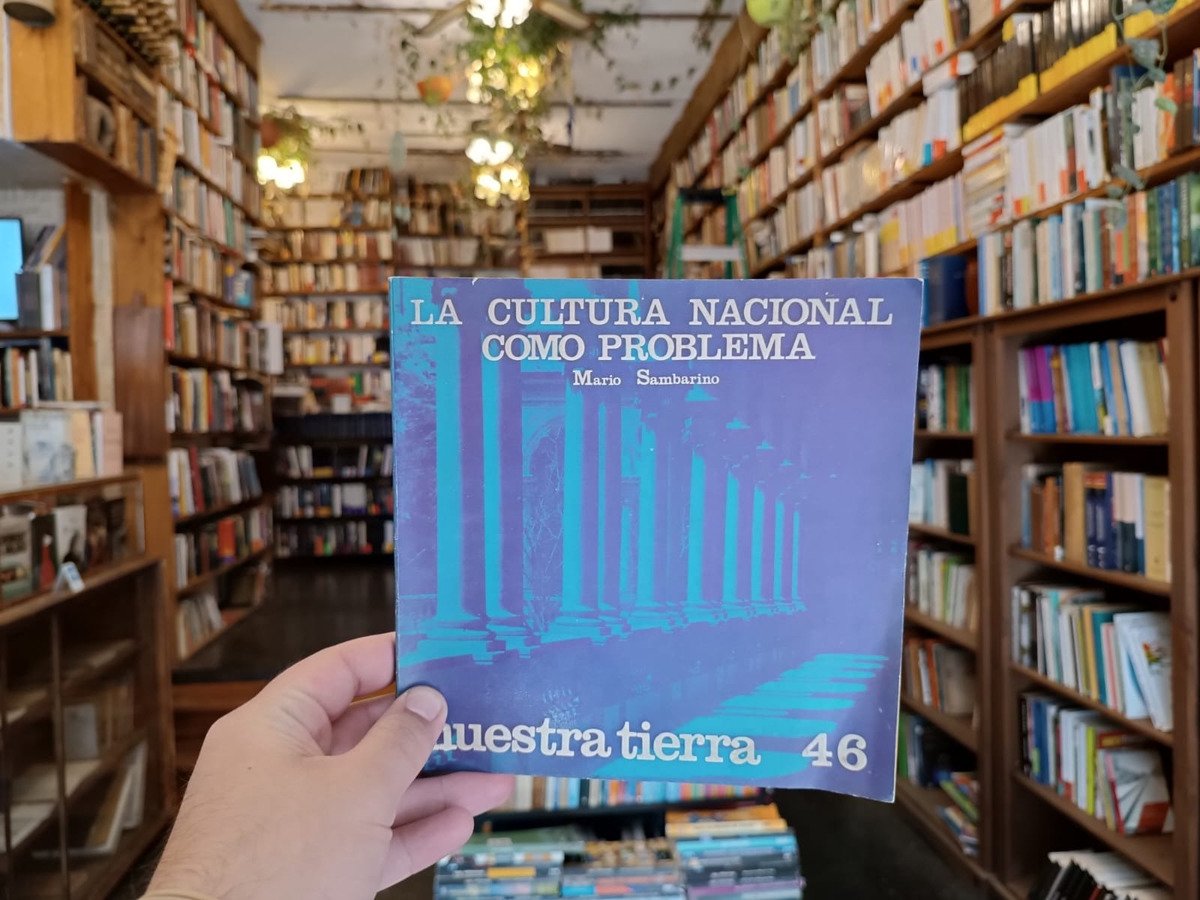 LA CULTURA NACIONAL
COMO PROBLEMA
Mario Sambarino
nuestra tierra 46